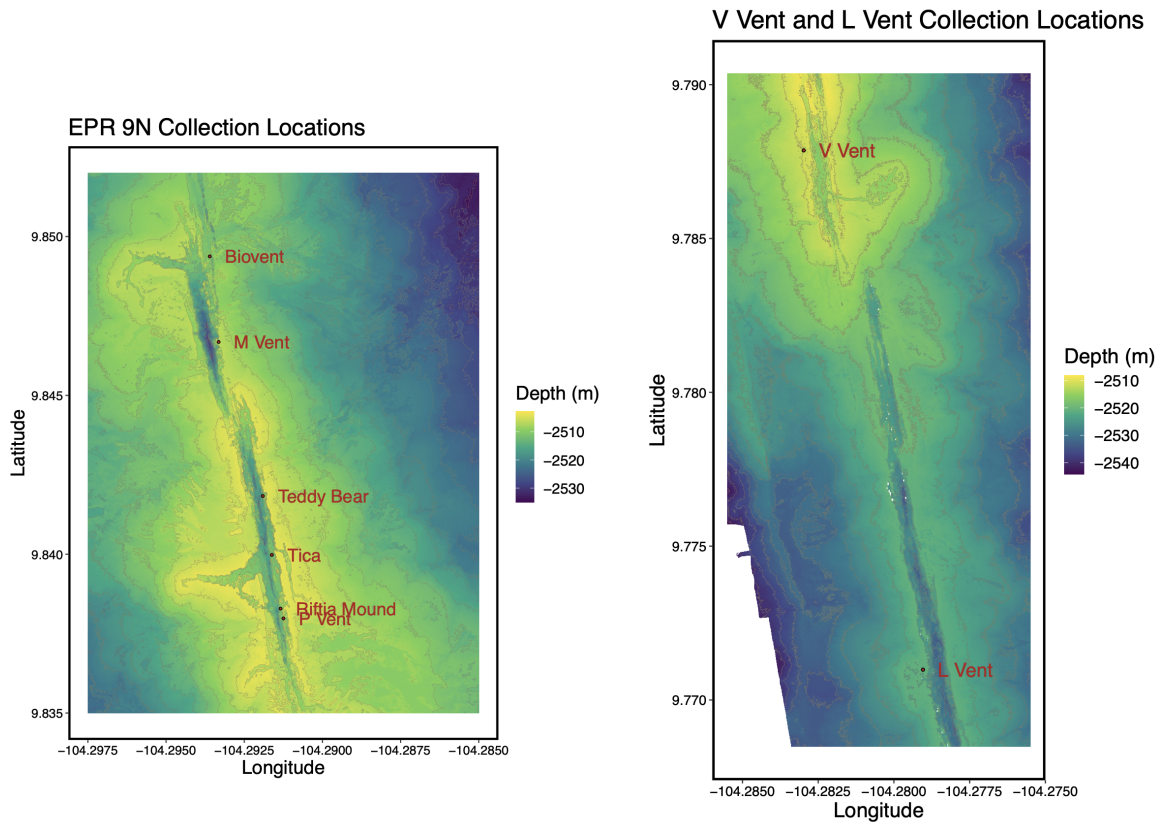 EPR 9N Collection Locations
Latitude
9.850
9.845
9.840
9.835
Biovent
M Vent
Teddy Bear
Tica
Riftia Mound
P Vent
−104.2975 −104.2950 −104.2925 −104.2900 −104.2875 −104.2850
Longitude
Depth (m)
−2510
−2520
−2530
V Vent and L Vent Collection Locations
Latitude
9.790
9.785
9.780
9.775
9.770
V Vent
L Vent
−104.2850 −104.2825 −104.2800 −104.2775 −104.2750
Longitude
Depth (m)
−2510
−2520
−2530
−2540